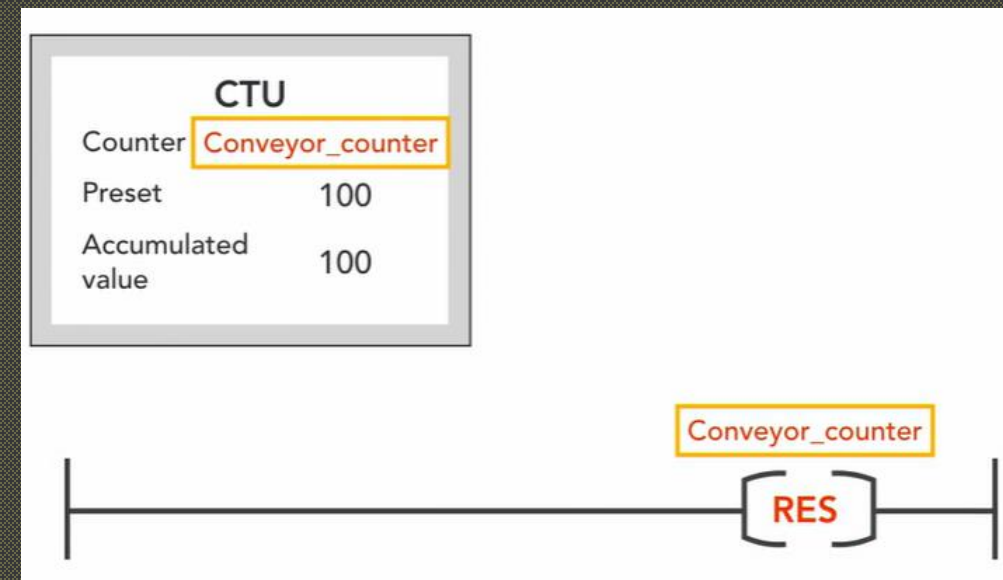 CTU
Counter Conveyor_counter
Preset 100
Accumulated
value 100
Conveyor_counter
RES